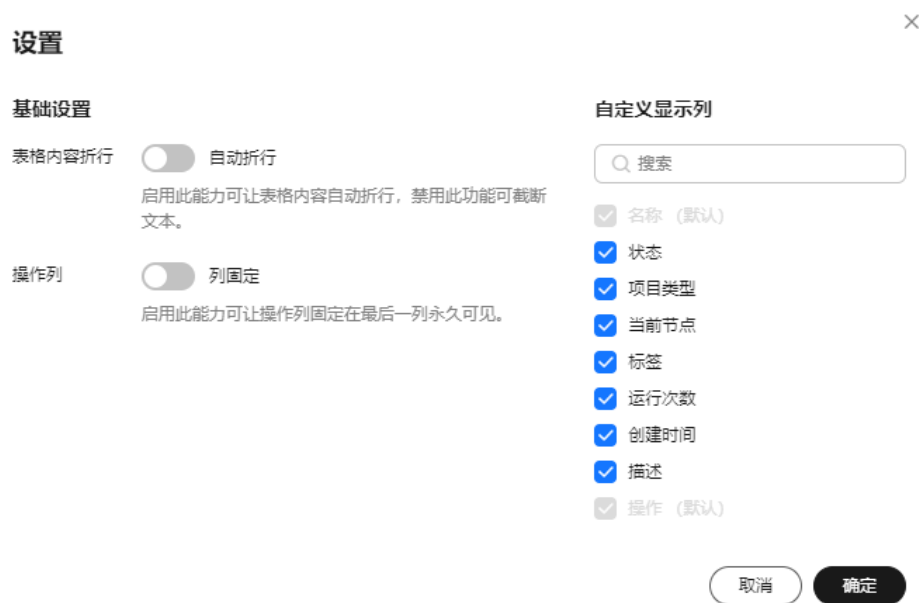 设置
基础设置
表格内容折行
自动折行
启用此能力可让表格内容自动折行，禁用此功能可截断
文本。
操作列
列固定
启用此能力可让操作列固定在最后一列永久可见。
自定义显示列
搜索
名称 （默认）
状态
项目类型
当前节点
标签
运行次数
创建时间
描述
操作 （默认）
取消
确定